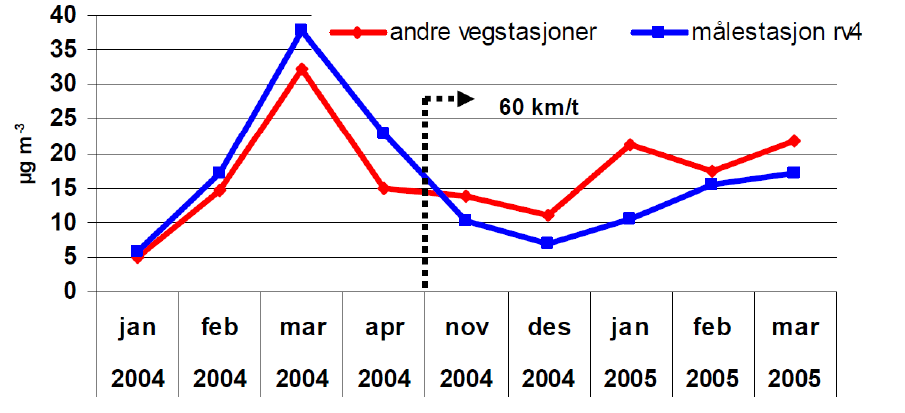 40
35
30
25
20
15
10
5
0
µg m-3
andre vegstasjoner
målestasjon rv4
60 km/t
jan feb mar apr nov des jan feb mar
2004 2004 2004 2004 2004 2004 2005 2005 2005